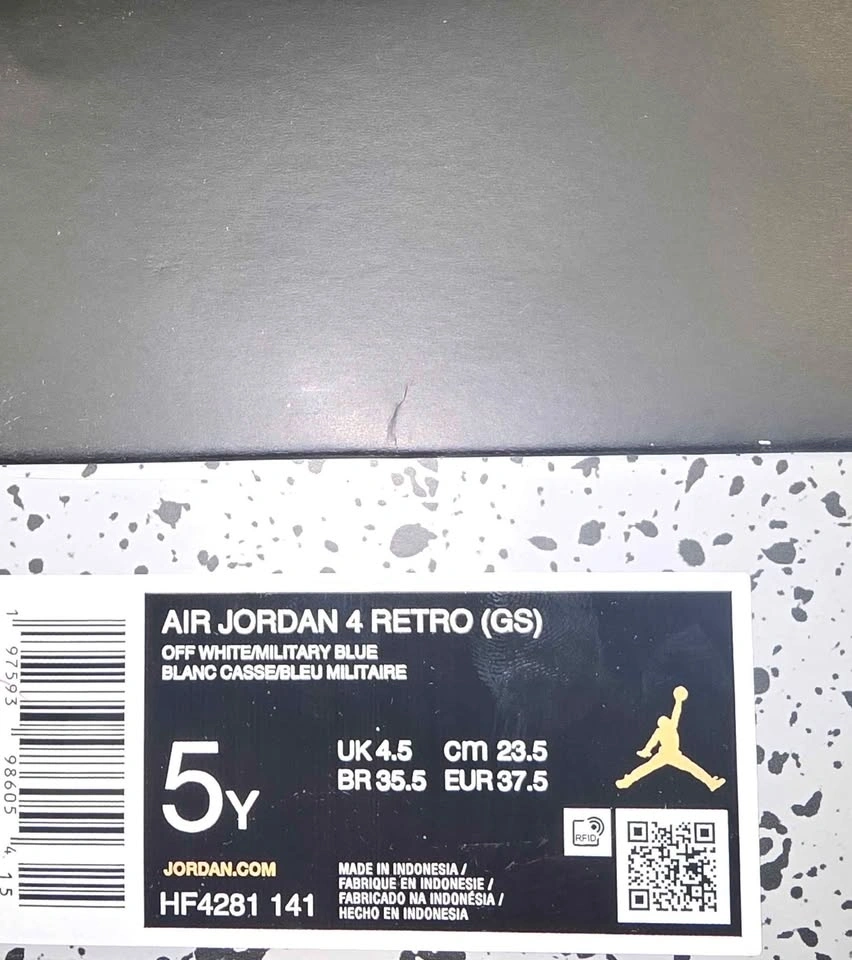 AIR JORDAN 4 RETRO (GS)
OFF WHITE/MILITARY BLUE
BLANC CASSE/BLEU MILITAIRE
5Y
UK 4.5 cm 23.5
BR 35.5 EUR 37.5
RFID
JORDAN.COM
HF4281 141
MADE IN INDONESIA /
FABRIQUE EN INDONESIE /
FABRICADO NA INDONÉSIA /
HECHO EN INDONESIA
1 97593 98605 4 15